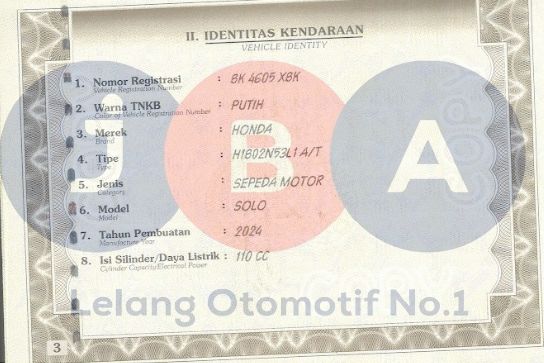 II. IDENTITAS KENDARAAN
VEHICLE IDENTITY
1. Nomor Registrasi : BK 4605 XBK
Vehicle Registration Number
2. Warna TNKB : PUTIH
Color of Vehicle Registration Number
3. Merek : HONDA
Brand
4. Tipe : H1B02N53L1 A/T
Type
5. Jenis : SEPEDA MOTOR
Category
6. Model : SOLO
Model
7. Tahun Pembuatan : 2024
Manufacture Year
8. Isi Silinder/Daya Listrik : 110 CC
Cylinder Capacity/Electrical Power
JBA
Lelang Otomotif No.1
3